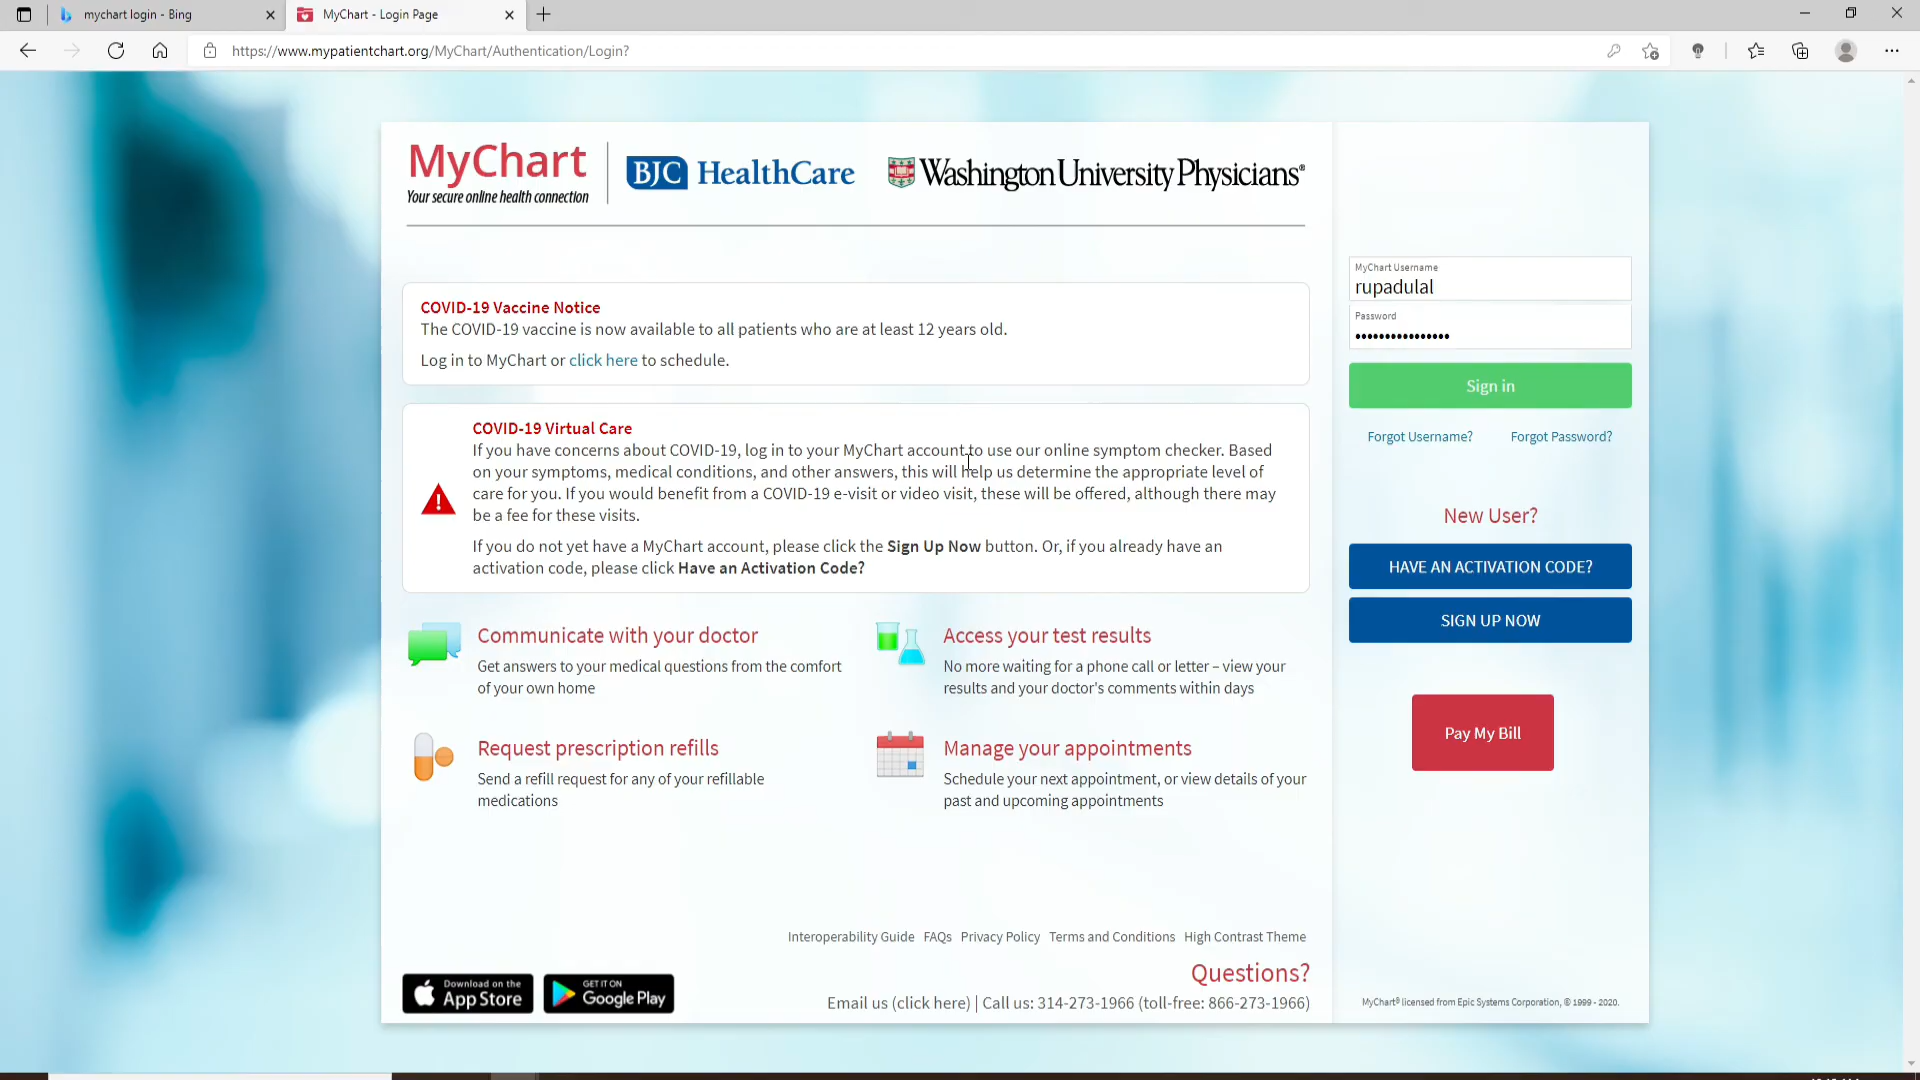 mychart login - Bing
MyChart - Login Page
https://www.mypatientchart.org/MyChart/Authentication/Login?
MyChart
Your secure online health connection
BJC HealthCare
Washington University Physicians®
COVID-19 Vaccine Notice
The COVID-19 vaccine is now available to all patients who are at least 12 years old.
Log in to MyChart or click here to schedule.
COVID-19 Virtual Care
If you have concerns about COVID-19, log in to your MyChart account to use our online symptom checker. Based
on your symptoms, medical conditions, and other answers, this will help us determine the appropriate level of
care for you. If you would benefit from a COVID-19 e-visit or video visit, these will be offered, although there may
be a fee for these visits.
If you do not yet have a MyChart account, please click the Sign Up Now button. Or, if you already have an
activation code, please click Have an Activation Code?
Communicate with your doctor
Get answers to your medical questions from the comfort
of your own home
Access your test results
No more waiting for a phone call or letter – view your
results and your doctor's comments within days
Request prescription refills
Send a refill request for any of your refillable
medications
Manage your appointments
Schedule your next appointment, or view details of your
past and upcoming appointments
Interoperability Guide FAQs Privacy Policy Terms and Conditions High Contrast Theme
Download on the
App Store
GET IT ON
Google Play
Questions?
Email us (click here) | Call us: 314-273-1966 (toll-free: 866-273-1966)
MyChart Username
rupadulal
Password
••••••••••••••••
Sign in
Forgot Username? Forgot Password?
New User?
HAVE AN ACTIVATION CODE?
SIGN UP NOW
Pay My Bill
MyChart® licensed from Epic Systems Corporation, © 1999 - 2020.